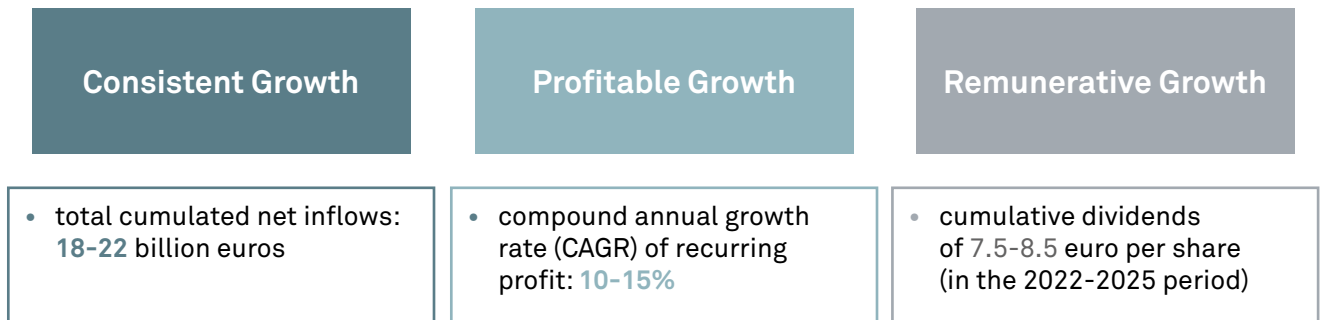 Consistent Growth
Profitable Growth
Remunerative Growth
• total cumulated net inflows:
18-22 billion euros
• compound annual growth
rate (CAGR) of recurring
profit: 10-15%
• cumulative dividends
of 7.5-8.5 euro per share
(in the 2022-2025 period)